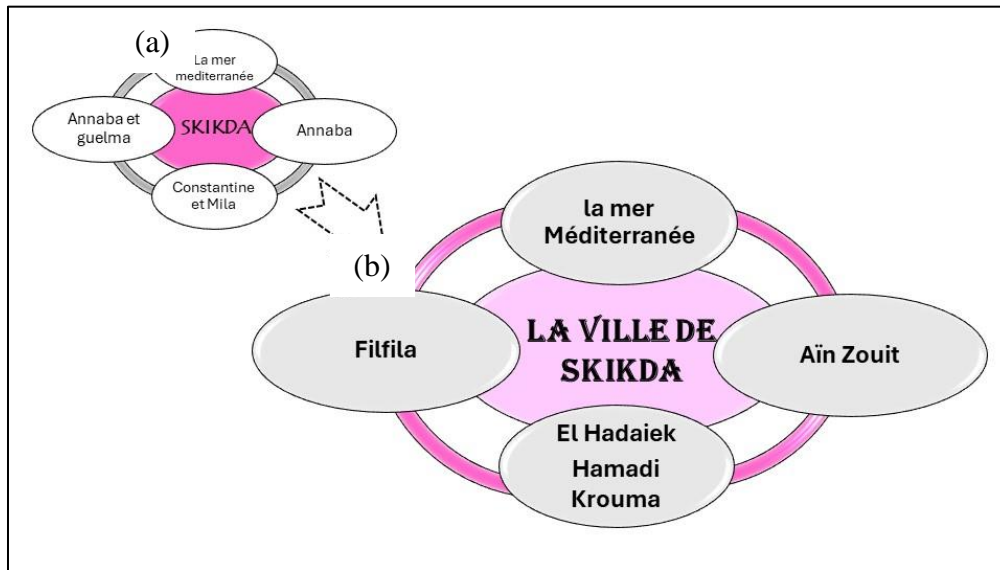 (a)
La mer
mediterranée
Annaba et
guelma
SKIKDA
Annaba
Constantine
et Mila
(b)
la mer
Méditerranée
Filfila
LA VILLE DE
SKIKDA
Aïn Zouit
El Hadaiek
Hamadi
Krouma